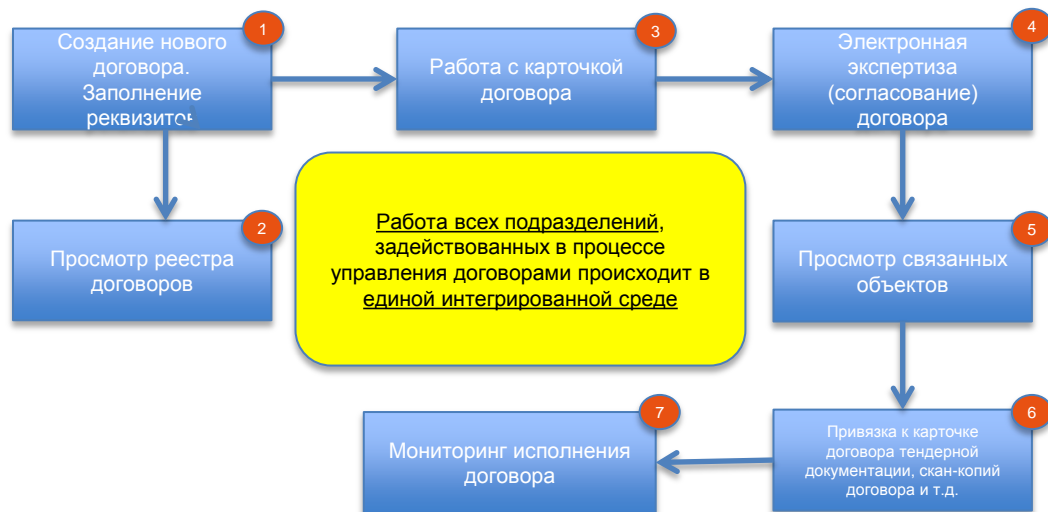 1
Создание нового
договора.
Заполнение
реквизитов
3
Работа с карточкой
договора
4
Электронная
экспертиза
(согласование)
договора
2
Просмотр реестра
договоров
Работа всех подразделений,
задействованных в процессе
управления договорами происходит в
единой интегрированной среде
5
Просмотр связанных
объектов
7
Мониторинг исполнения
договора
6
Привязка к карточке
договора тендерной
документации, скан-копий
договора и т.д.